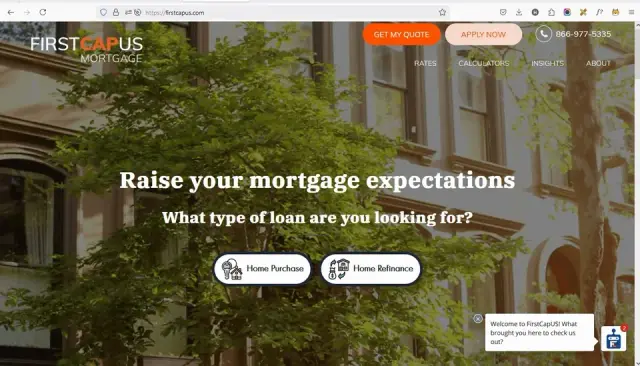 https://firstcapus.com
FIRSTCAPUS
MORTGAGE
GET MY QUOTE
APPLY NOW
866-977-5335
RATES
CALCULATORS
INSIGHTS
ABOUT
Raise your mortgage expectations
What type of loan are you looking for?
Home Purchase
Home Refinance
Welcome to FirstCapUS! What
brought you here to check us
out?